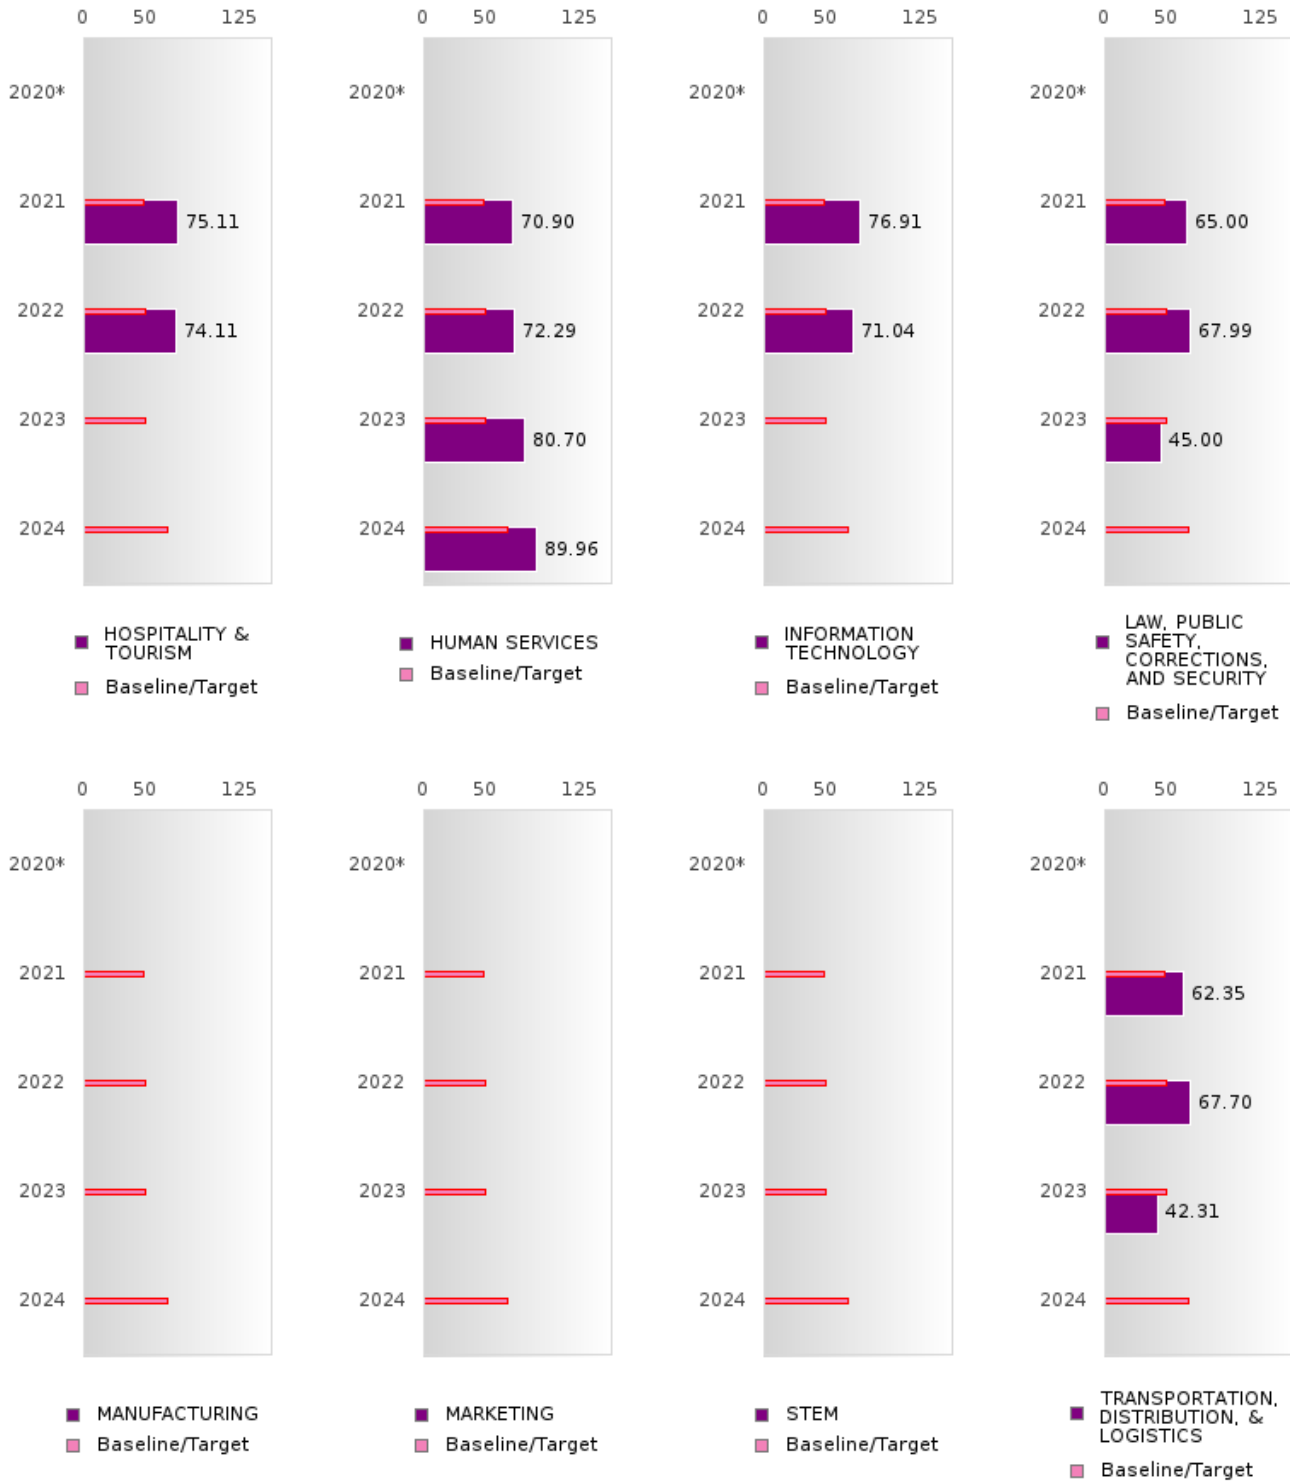 0 50 125
2020*
2021
75.11
2022
74.11
2023
2024
HOSPITALITY &
TOURISM
Baseline/Target
0 50 125
2020*
2021
70.90
2022
72.29
2023
80.70
2024
89.96
HUMAN SERVICES
Baseline/Target
0 50 125
2020*
2021
76.91
2022
71.04
2023
2024
INFORMATION
TECHNOLOGY
Baseline/Target
0 50 125
2020*
2021
65.00
2022
67.99
2023
45.00
2024
LAW, PUBLIC
SAFETY,
CORRECTIONS,
AND SECURITY
Baseline/Target
0 50 125
2020*
2021
2022
2023
2024
MANUFACTURING
Baseline/Target
0 50 125
2020*
2021
2022
2023
2024
MARKETING
Baseline/Target
0 50 125
2020*
2021
2022
2023
2024
STEM
Baseline/Target
0 50 125
2020*
2021
62.35
2022
67.70
2023
42.31
2024
TRANSPORTATION,
DISTRIBUTION, &
LOGISTICS
Baseline/Target